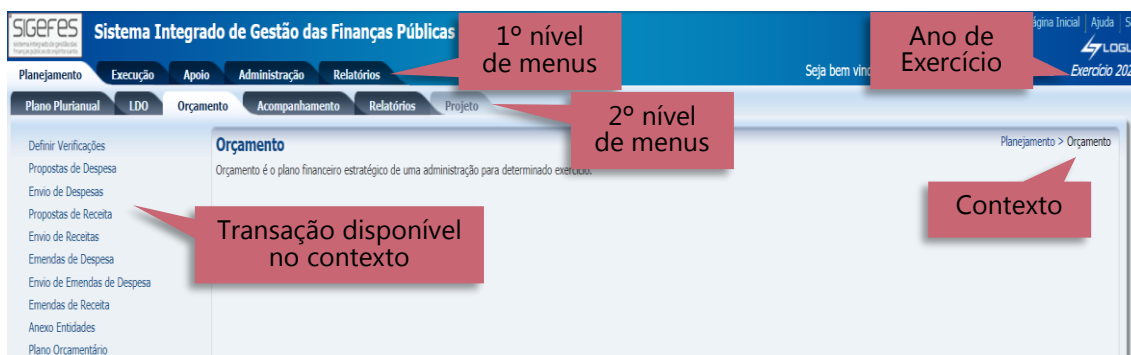 SIGEFES
Sistema Integrado de Gestão das Finanças Públicas
1º nível
de menus
Ano de
Exercício
Página Inicial | Ajuda
LOGU
Planejamento Execução Apoio Administração Relatórios
Seja bem vinc
Exercício 202
Plano Plurianual LDO Orçamento Acompanhamento Relatórios Projeto
2º nível
de menus
Definir Verificações
Propostas de Despesa
Envio de Despesas
Propostas de Receita
Envio de Receitas
Emendas de Despesa
Envio de Emendas de Despesa
Emendas de Receita
Anexo Entidades
Plano Orçamentário
Orçamento
Planejamento > Orçamento
Orçamento é o plano financeiro estratégico de uma administração para determinado exercício.
Contexto
Transação disponível
no contexto